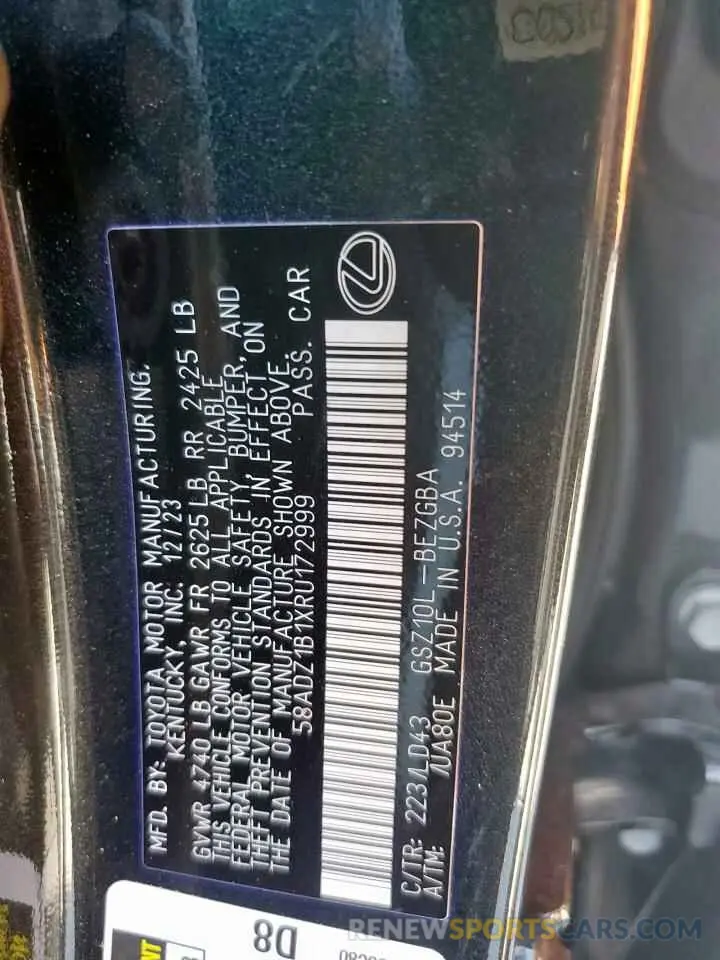 MFD. BY: TOYOTA MOTOR MANUFACTURING,
KENTUCKY, INC. 12/23
GVWR 4740 LB GAWR FR 2625 LB RR 2425 LB
THIS VEHICLE CONFORMS TO ALL APPLICABLE
FEDERAL MOTOR VEHICLE SAFETY, BUMPER, AND
THEFT PREVENTION STANDARDS IN EFFECT ON
THE DATE OF MANUFACTURE SHOWN ABOVE.
58ADZ1B1XRU172999 PASS. CAR
C/TR: 223/LD43 GSZ10L-BEZGBA
A/TM: /UA80E MADE IN U.S.A. 94514
D8
RENEWSPORTSCARS.COM